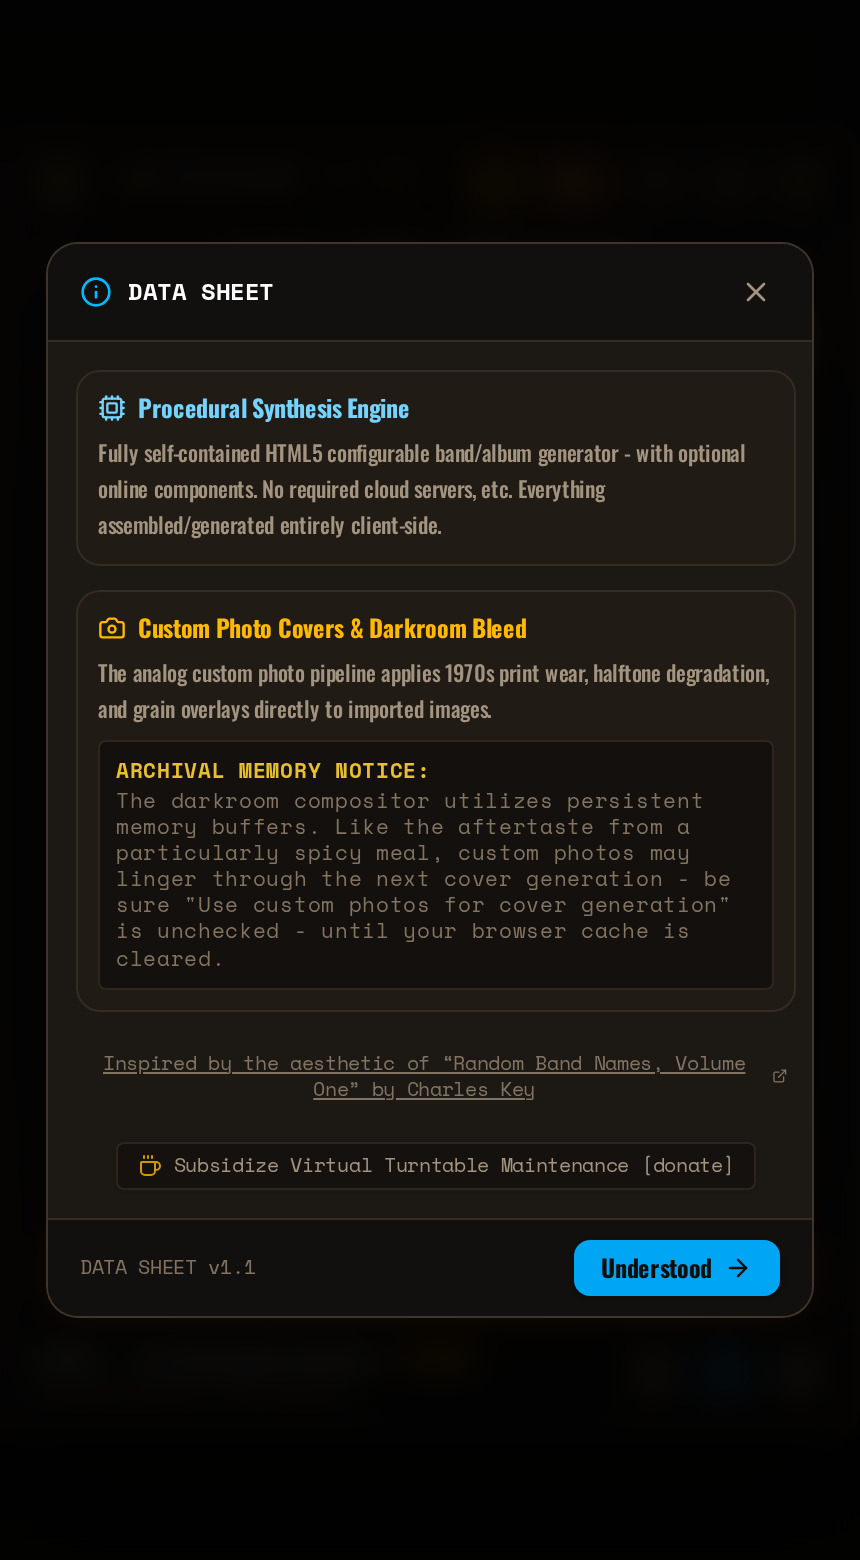 DATA SHEET
Procedural Synthesis Engine
Fully self-contained HTML5 configurable band/album generator - with optional
online components. No required cloud servers, etc. Everything
assembled/generated entirely client-side.
Custom Photo Covers & Darkroom Bleed
The analog custom photo pipeline applies 1970s print wear, halftone degradation,
and grain overlays directly to imported images.
ARCHIVAL MEMORY NOTICE:
The darkroom compositor utilizes persistent
memory buffers. Like the aftertaste from a
particularly spicy meal, custom photos may
linger through the next cover generation - be
sure "Use custom photos for cover generation"
is unchecked - until your browser cache is
cleared.
Inspired by the aesthetic of “Random Band Names, Volume
One” by Charles Key
Subsidize Virtual Turntable Maintenance [donate]
DATA SHEET v1.1
Understood